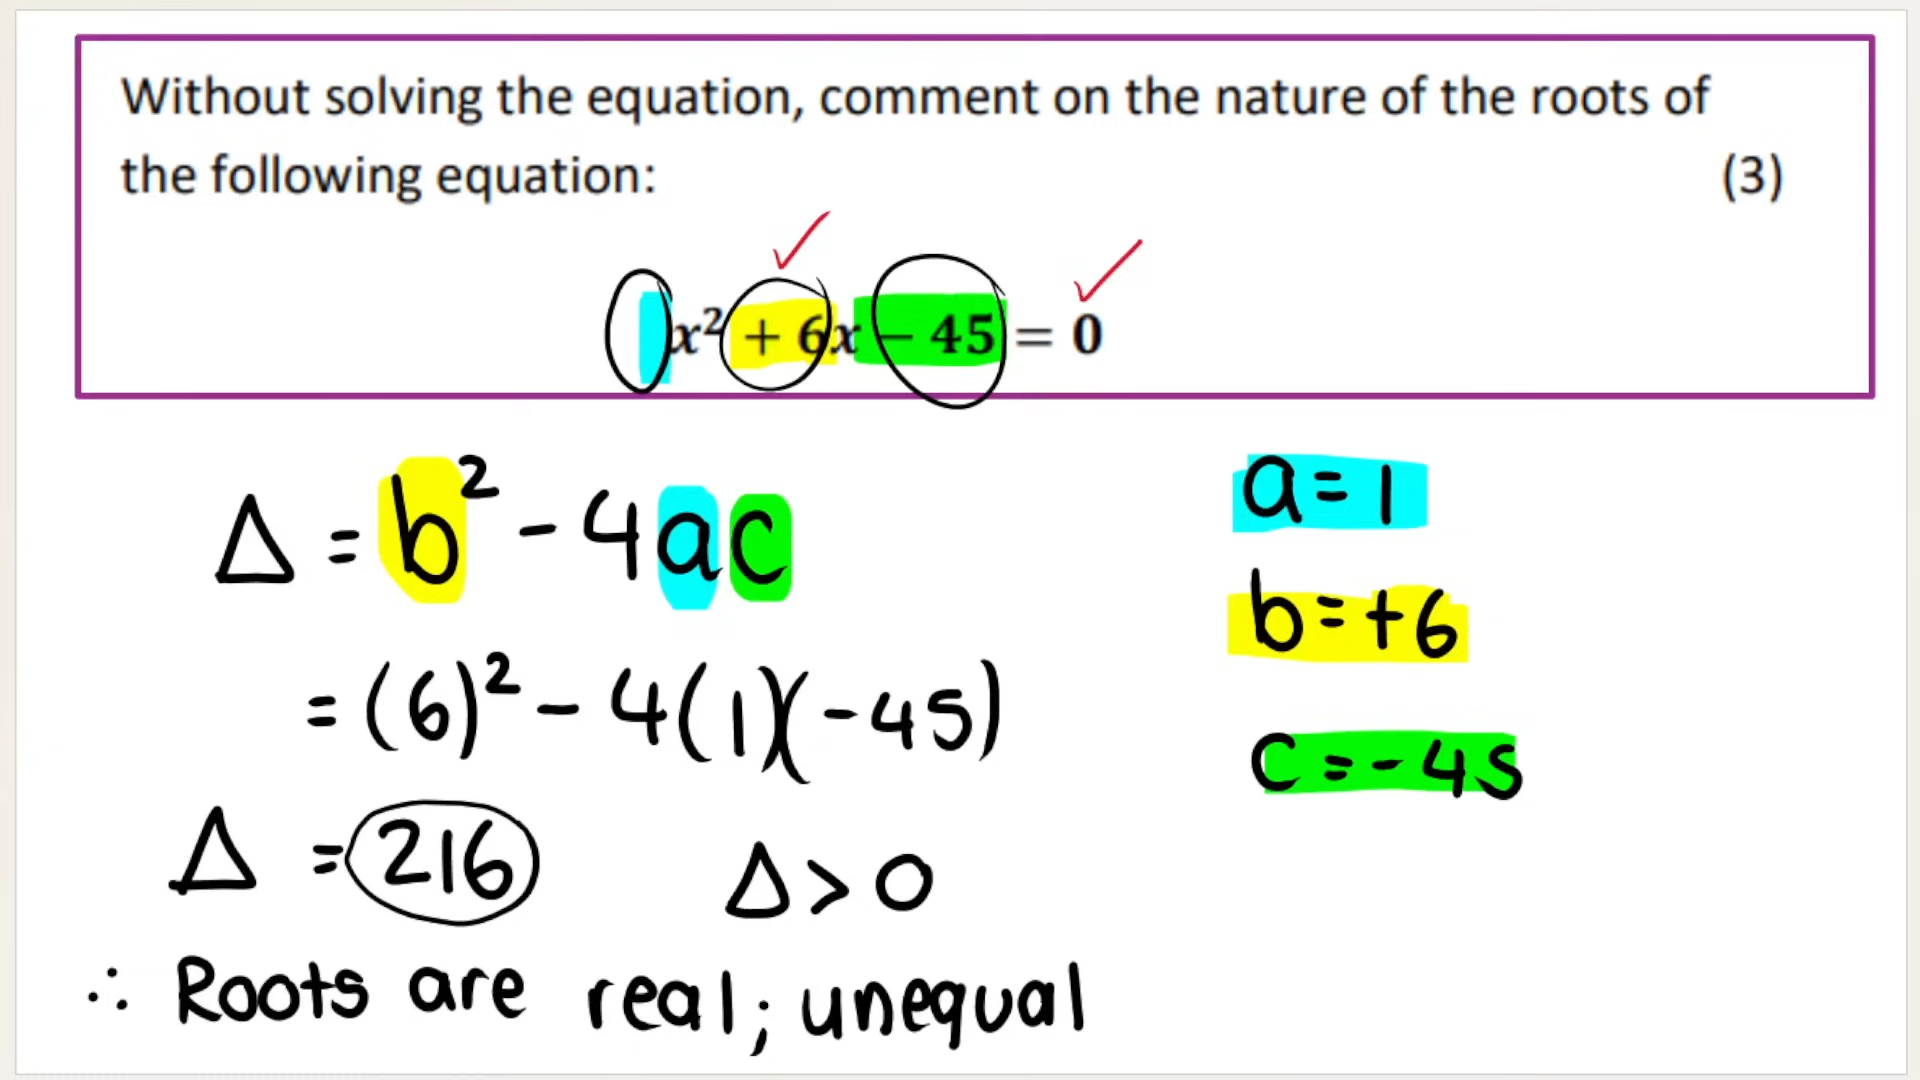 Without solving the equation, comment on the nature of the roots of
the following equation: (3)
x² + 6x − 45 = 0
Δ = b² - 4ac
a = 1
b = +6
= (6)² - 4(1)(-45)
c = -45
Δ = 216 Δ > 0
∴ Roots are real; unequal